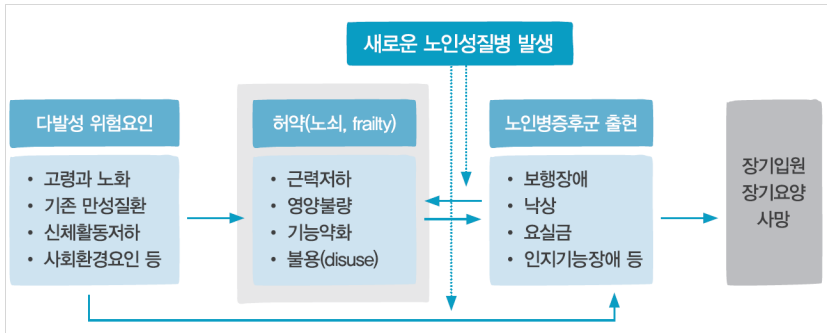 새로운 노인성질병 발생
다발성 위험요인
• 고령과 노화
• 기존 만성질환
• 신체활동저하
• 사회환경요인 등
허약(노쇠, frailty)
• 근력저하
• 영양불량
• 기능약화
• 불용(disuse)
노인병증후군 출현
• 보행장애
• 낙상
• 요실금
• 인지기능장애 등
장기입원
장기요양
사망